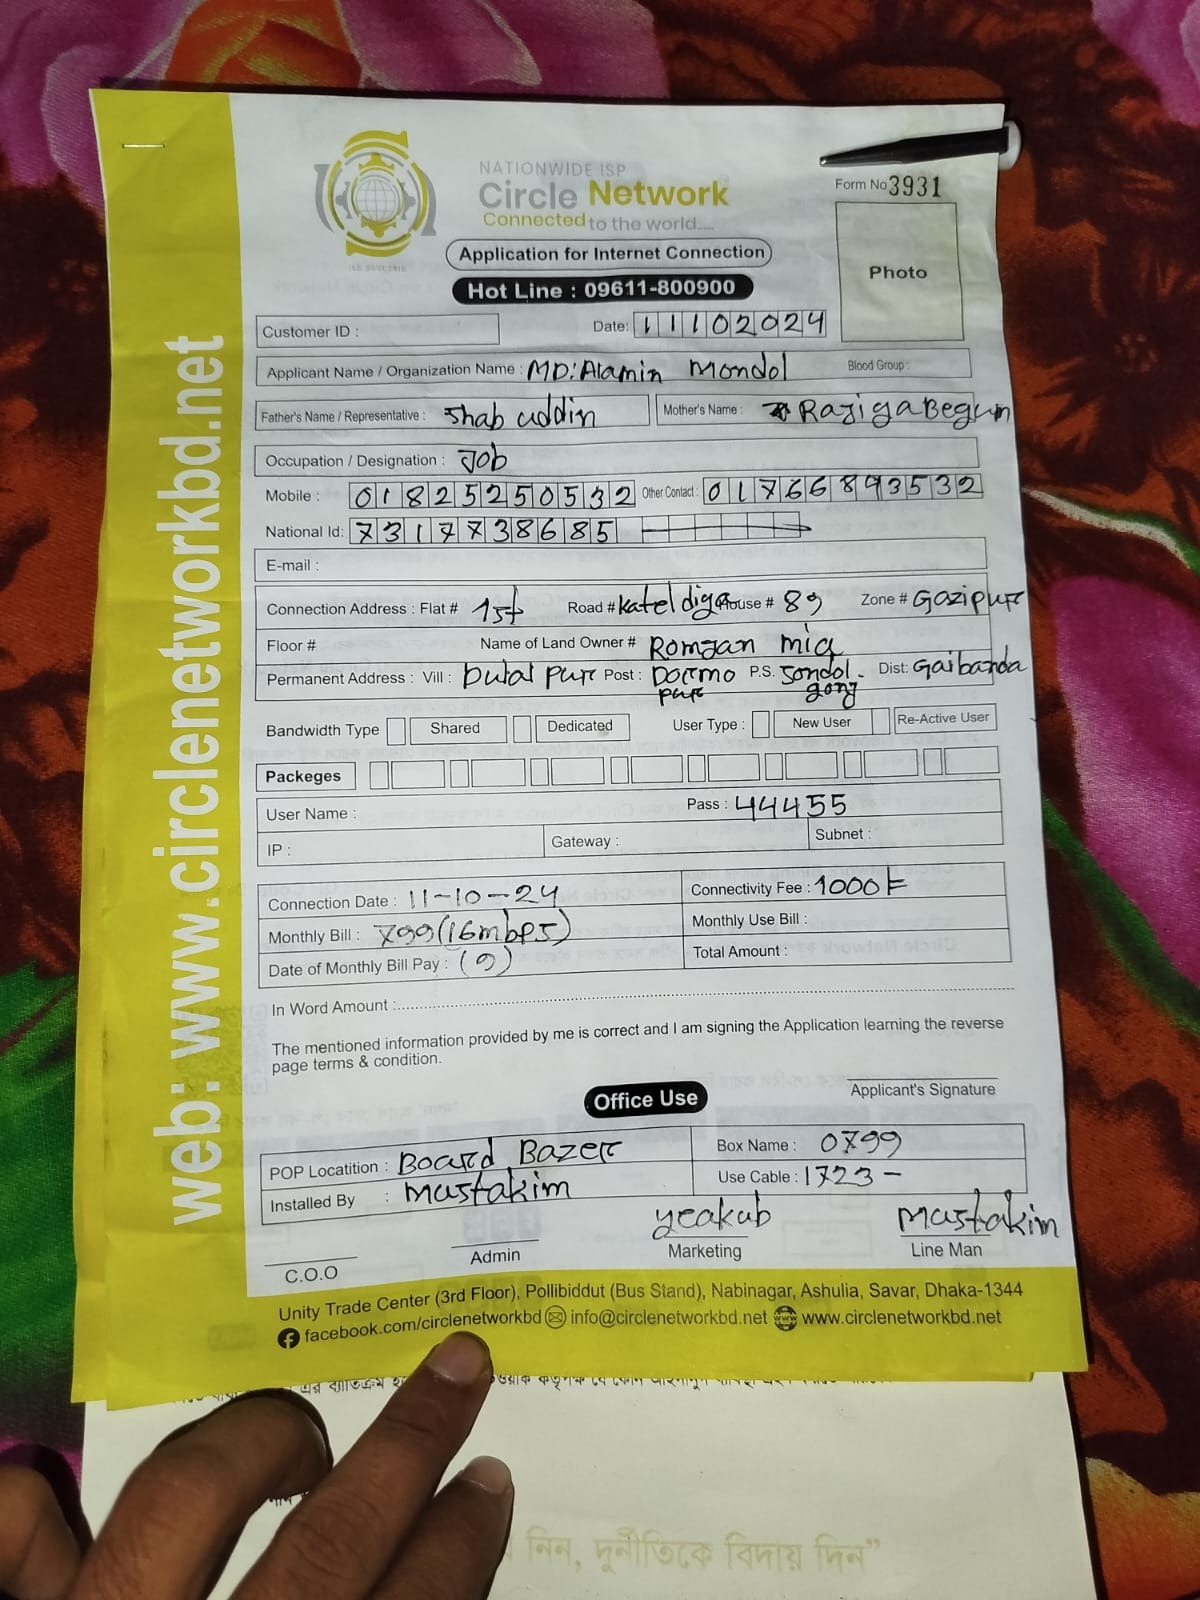 NATIONWIDE ISP
Circle Network
Connected to the world.....
Form No 3931
Application for Internet Connection
Photo
Hot Line : 09611-800900
Customer ID :
Date: 11102024
Applicant Name / Organization Name : MD: Alamin Mondol Blood Group :
Father's Name / Representative : Shab uddin Mother's Name : Rajiga Begum
Occupation / Designation : Job
Mobile : 01825250532 Other Contact : 01766893532
National Id: 7317738685
E-mail :
Connection Address : Flat # 1st Road # Kateldiga House # 89 Zone # Gazipur
Floor # Name of Land Owner # Romjan mia
Permanent Address : Vill : Dulal pur Post : Dormo pur P.S. Sondol gonj Dist: Gaibanda
Bandwidth Type Shared Dedicated User Type : New User Re-Active User
Packeges
User Name : Pass : 44455
IP : Gateway : Subnet :
Connection Date : 11-10-24 Connectivity Fee : 1000
Monthly Bill : 799 (16mbps) Monthly Use Bill :
Date of Monthly Bill Pay : (9) Total Amount :
In Word Amount :
The mentioned information provided by me is correct and I am signing the Application learning the reverse
page terms & condition.
Applicant's Signature
Office Use
POP Locatition : Board Bazer Box Name : 0799
Installed By : mustakim Use Cable : 1723 -
yeakub mustakim
C.O.O Admin Marketing Line Man
Unity Trade Center (3rd Floor), Pollibiddut (Bus Stand), Nabinagar, Ashulia, Savar, Dhaka-1344
facebook.com/circlenetworkbd info@circlenetworkbd.net www.circlenetworkbd.net
web: www.circlenetworkbd.net
নিন, দুর্নীতিকে বিদায় দিন”